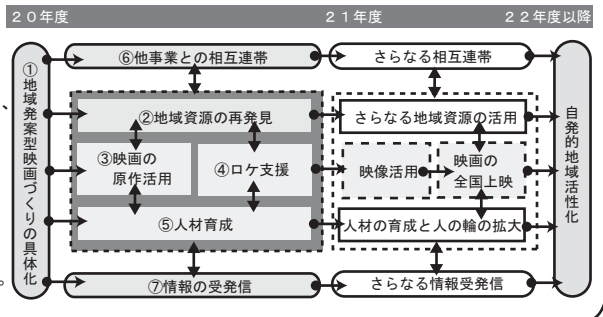 20年度 21年度 22年度以降
①地域発案型映画づくりの具体化
⑥他事業との相互連帯
さらなる相互連帯
②地域資源の再発見
さらなる地域資源の活用
③映画の
原作活用
④ロケ支援
映像活用
映画の
全国上映
⑤人材育成
人材の育成と人の輪の拡大
⑦情報の受発信
さらなる情報受発信
自発的地域活性化
、
。